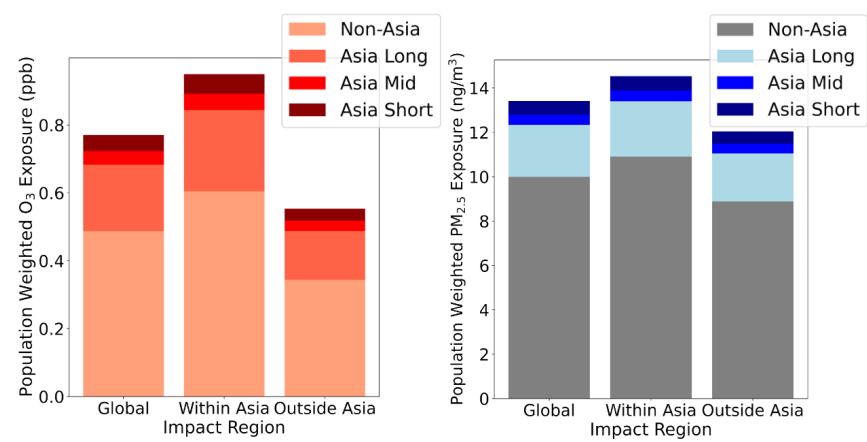 Population Weighted O3 Exposure (ppb)
0.8
0.6
0.4
0.2
0.0
Non-Asia
Asia Long
Asia Mid
Asia Short
Global
Within Asia
Outside Asia
Impact Region
Population Weighted PM2.5 Exposure (ng/m³)
14
12
10
8
6
4
2
0
Non-Asia
Asia Long
Asia Mid
Asia Short
Global
Within Asia
Outside Asia
Impact Region